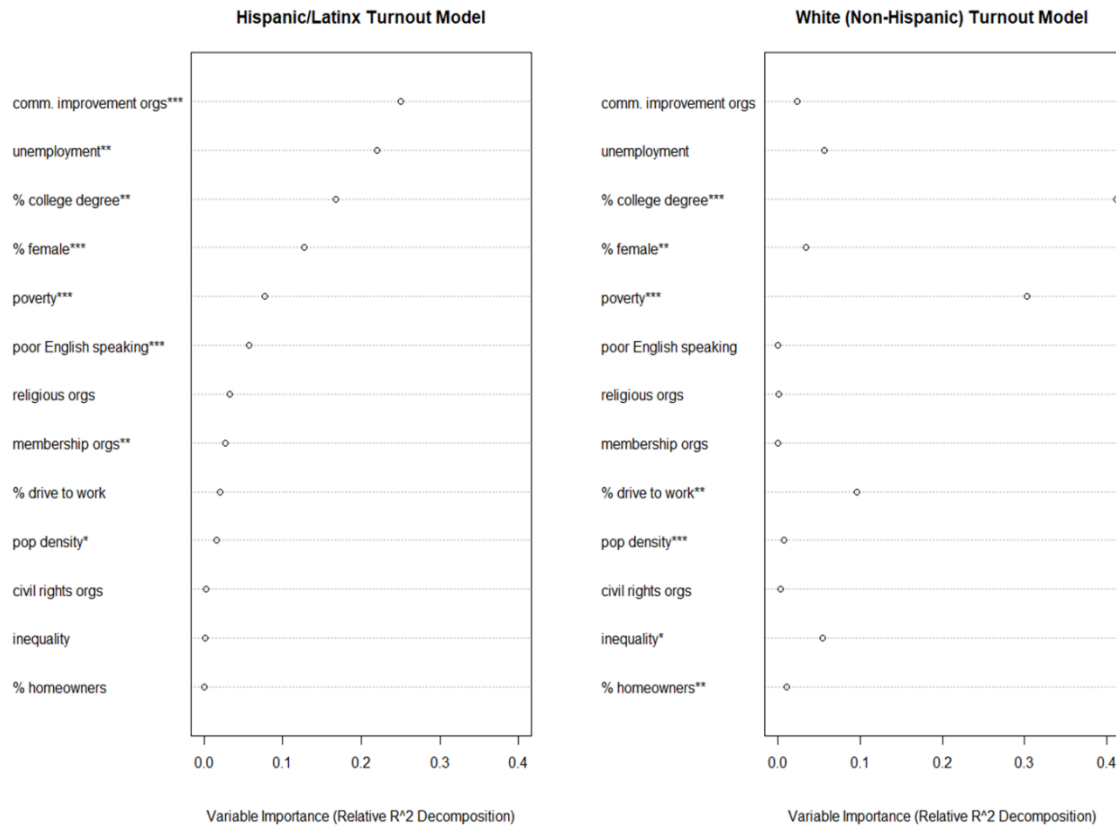 Hispanic/Latinx Turnout Model
comm. improvement orgs***
unemployment**
% college degree**
% female***
poverty***
poor English speaking***
religious orgs
membership orgs**
% drive to work
pop density*
civil rights orgs
inequality
% homeowners
0.0 0.1 0.2 0.3 0.4
Variable Importance (Relative R^2 Decomposition)
White (Non-Hispanic) Turnout Model
comm. improvement orgs
unemployment
% college degree***
% female**
poverty***
poor English speaking
religious orgs
membership orgs
% drive to work**
pop density***
civil rights orgs
inequality*
% homeowners**
0.0 0.1 0.2 0.3 0.4
Variable Importance (Relative R^2 Decomposition)